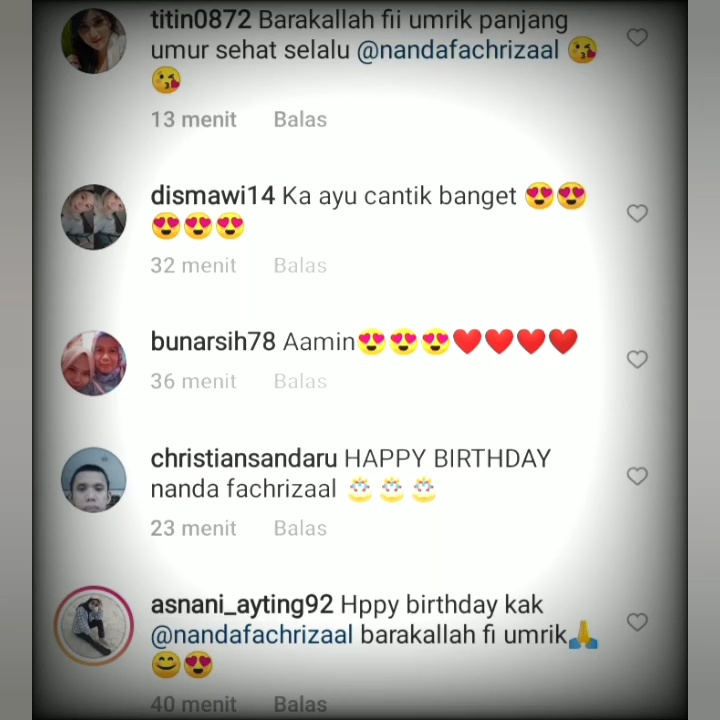 titin0872 Barakallah fii umrik panjang
umur sehat selalu @nandafachrizaal 😘
😘
13 menit Balas
dismawi14 Ka ayu cantik banget 😍😍
😍😍😍
32 menit Balas
bunarsih78 Aamin😍😍😍❤️❤️❤️❤️
36 menit Balas
christiansandaru HAPPY BIRTHDAY
nanda fachrizaal 🎂🎂🎂
23 menit Balas
asnani_ayting92 Hppy birthday kak
@nandafachrizaal barakallah fi umrik🙏
😊😍
40 menit Balas